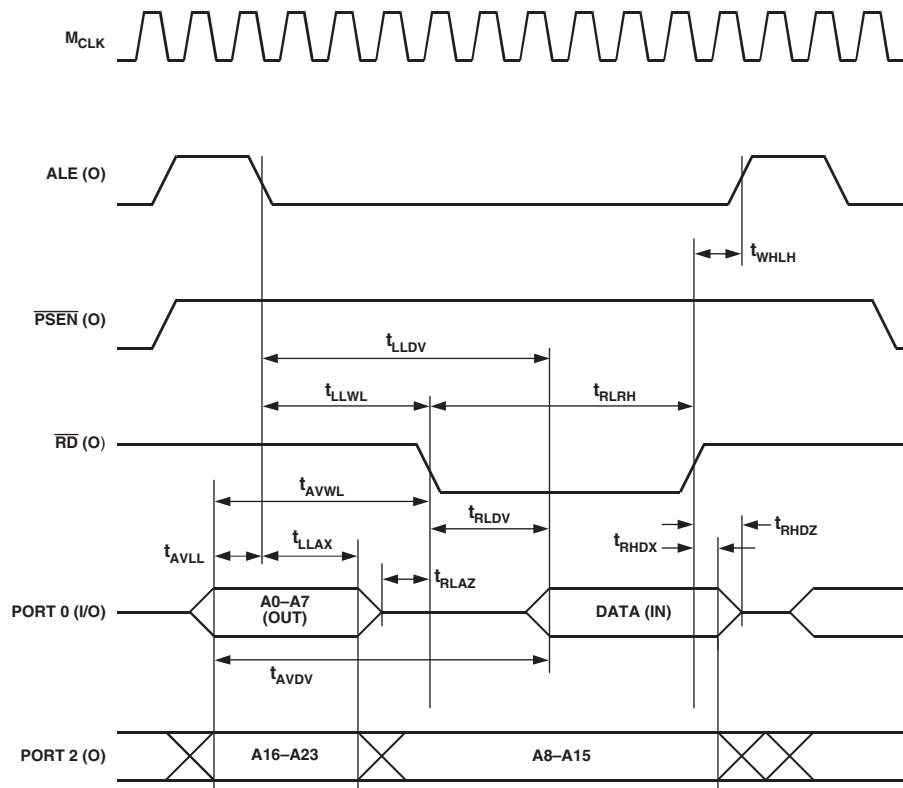 MCLK
ALE (O)
tWHLH
PSEN (O)
tLLDV
tLLWL
tRLRH
RD (O)
tAVWL
tRLDV
tRHDZ
tAVLL
tLLAX
tRHDX
tRLAZ
PORT 0 (I/O)
A0–A7
(OUT)
DATA (IN)
tAVDV
PORT 2 (O)
A16–A23
A8–A15